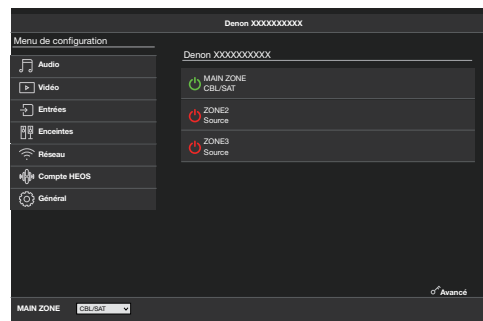 Denon XXXXXXXXXX
Menu de configuration
Audio
Vidéo
Entrées
Enceintes
Réseau
Compte HEOS
Général
Denon XXXXXXXXXX
MAIN ZONE
CBL/SAT
ZONE2
Source
ZONE3
Source
Avancé
MAIN ZONE CBL/SAT